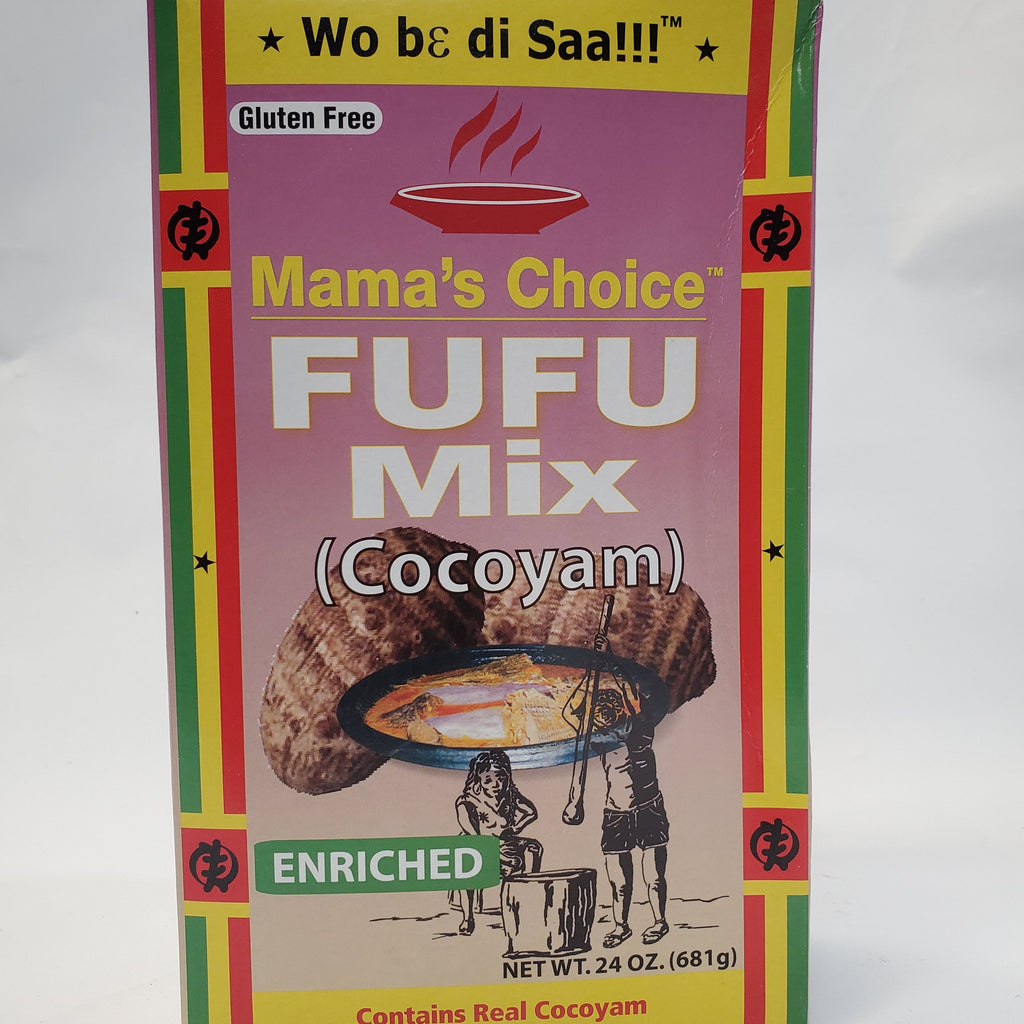 ★ Wo bɛ di Saa!!!™ ★
Gluten Free
Mama's Choice™
FUFU
Mix
(Cocoyam)
ENRICHED
NET WT. 24 OZ. (681g)
Contains Real Cocoyam